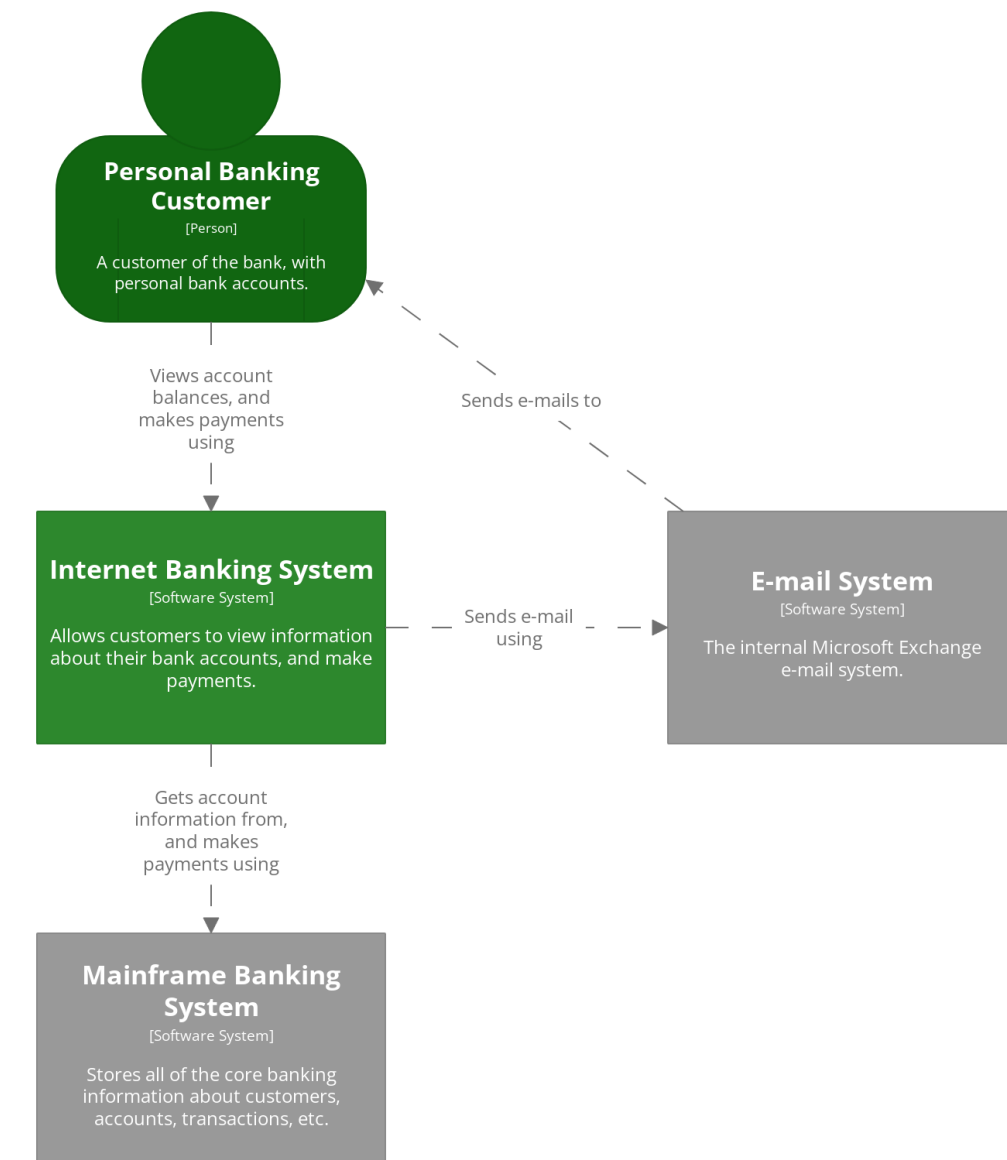 Personal Banking
Customer
[Person]
A customer of the bank, with
personal bank accounts.
Views account
balances, and
makes payments
using
Sends e-mails to
Internet Banking System
[Software System]
Allows customers to view information
about their bank accounts, and make
payments.
Sends e-mail
using
E-mail System
[Software System]
The internal Microsoft Exchange
e-mail system.
Gets account
information from,
and makes
payments using
Mainframe Banking
System
[Software System]
Stores all of the core banking
information about customers,
accounts, transactions, etc.